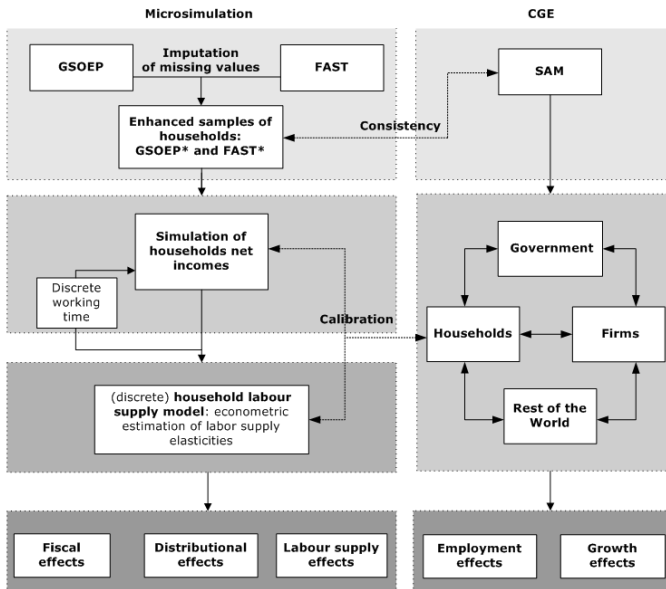 Microsimulation
CGE
GSOEP
Imputation
of missing values
FAST
SAM
Enhanced samples of
households:
GSOEP* and FAST*
Consistency
Simulation of
households net
incomes
Discrete
working
time
Government
Calibration
Households
Firms
(discrete) household labour
supply model: econometric
estimation of labor supply
elasticities
Rest of the
World
Fiscal
effects
Distributional
effects
Labour supply
effects
Employment
effects
Growth
effects